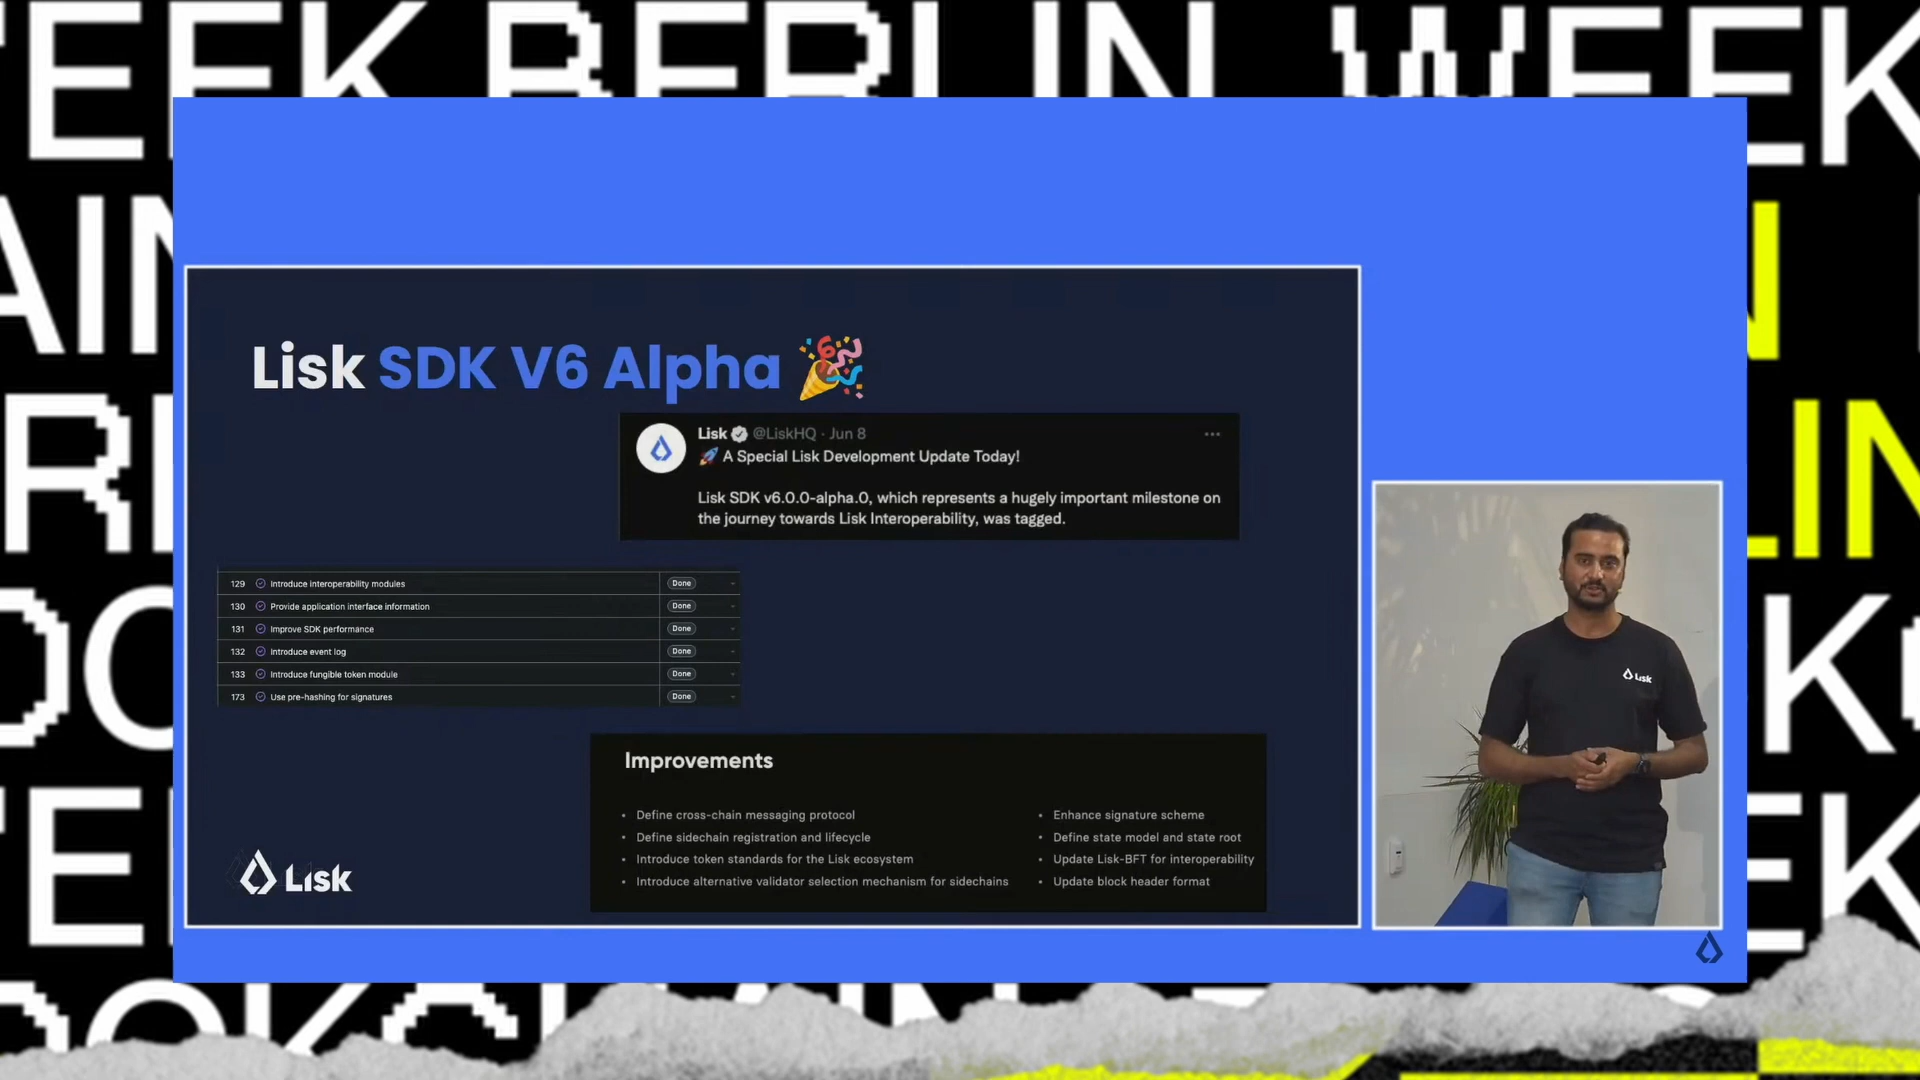 EEK BERLIN WEEK
Lisk SDK V6 Alpha
Lisk @LiskHQ · Jun 8
A Special Lisk Development Update Today!
Lisk SDK v6.0.0-alpha.0, which represents a hugely important milestone on
the journey towards Lisk Interoperability, was tagged.
129 Introduce interoperability modules Done
130 Provide application interface information Done
131 Improve SDK performance Done
132 Introduce event log Done
133 Introduce fungible token module Done
173 Use pre-hashing for signatures Done
Improvements
• Define cross-chain messaging protocol
• Define sidechain registration and lifecycle
• Introduce token standards for the Lisk ecosystem
• Introduce alternative validator selection mechanism for sidechains
• Enhance signature scheme
• Define state model and state root
• Update Lisk-BFT for interoperability
• Update block header format
Lisk
Lisk